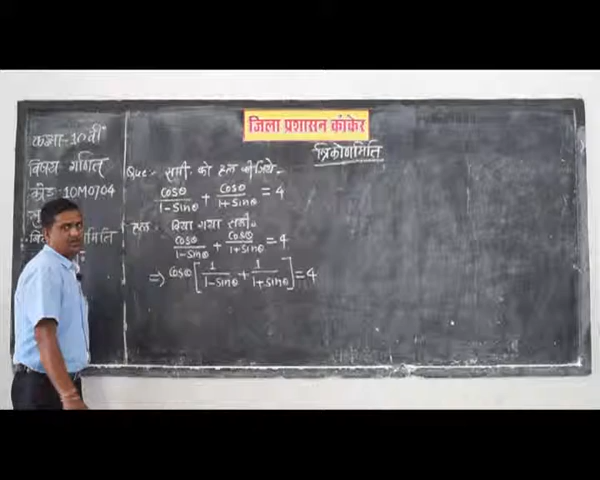 जिला प्रशासन कांकेर
त्रिकोणमिति
कक्षा-10वीं
विषय गणित
कोड-10M0704
Que:- समी. को हल कीजिये-
cosθ/(1-sinθ) + cosθ/(1+sinθ) = 4
हल - दिया गया समी.
cosθ/(1-sinθ) + cosθ/(1+sinθ) = 4
⇒ cosθ [1/(1-sinθ) + 1/(1+sinθ)] = 4